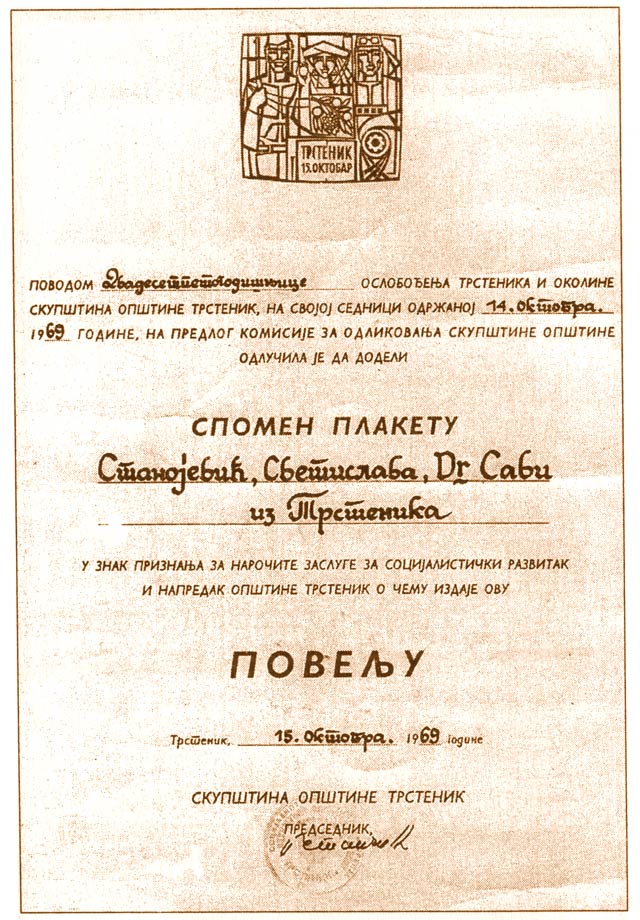 ТРСТЕНИК
15. ОКТОБАР
ПОВОДОМ Двадесетпетогодишњице ОСЛОБОЂЕЊА ТРСТЕНИКА И ОКОЛИНЕ
СКУПШТИНА ОПШТИНЕ ТРСТЕНИК, НА СВОЈОЈ СЕДНИЦИ ОДРЖАНОЈ 14. октобра.
1969 ГОДИНЕ, НА ПРЕДЛОГ КОМИСИЈЕ ЗА ОДЛИКОВАЊА СКУПШТИНЕ ОПШТИНЕ
ОДЛУЧИЛА ЈЕ ДА ДОДЕЛИ
СПОМЕН ПЛАКЕТУ
Станојевић, Светислава, Dr Сави
из Трстеника
У ЗНАК ПРИЗНАЊА ЗА НАРОЧИТЕ ЗАСЛУГЕ ЗА СОЦИЈАЛИСТИЧКИ РАЗВИТАК
И НАПРЕДАК ОПШТИНЕ ТРСТЕНИК О ЧЕМУ ИЗДАЈЕ ОВУ
ПОВЕЉУ
Трстеник, 15. октобра. 1969 године
СКУПШТИНА ОПШТИНЕ ТРСТЕНИК
ПРЕДСЕДНИК,